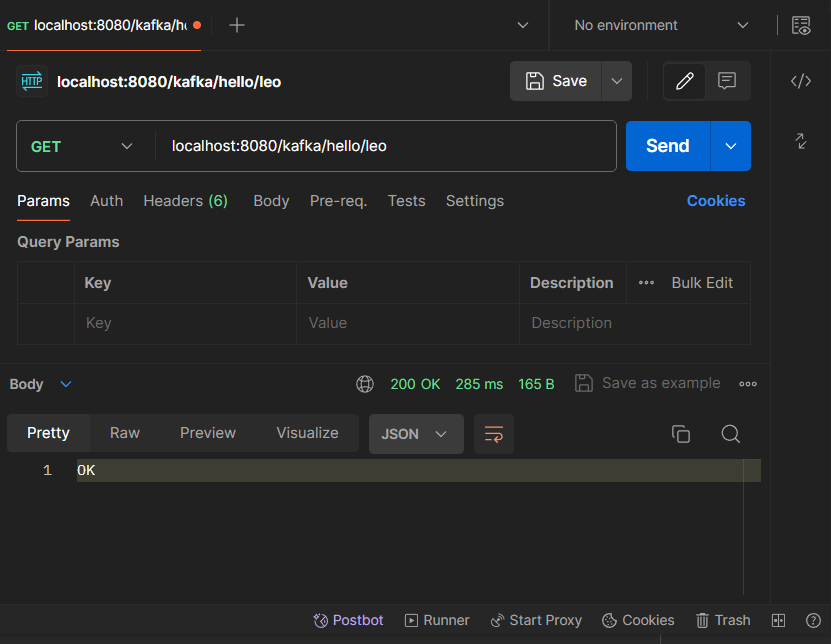 GET localhost:8080/kafka/he
No environment
HTTP localhost:8080/kafka/hello/leo
Save
GET localhost:8080/kafka/hello/leo Send
Params Auth Headers (6) Body Pre-req. Tests Settings Cookies
Query Params
Key Value Description Bulk Edit
Key Value Description
Body 200 OK 285 ms 165 B Save as example
Pretty Raw Preview Visualize JSON
1 OK
Postbot Runner Start Proxy Cookies Trash